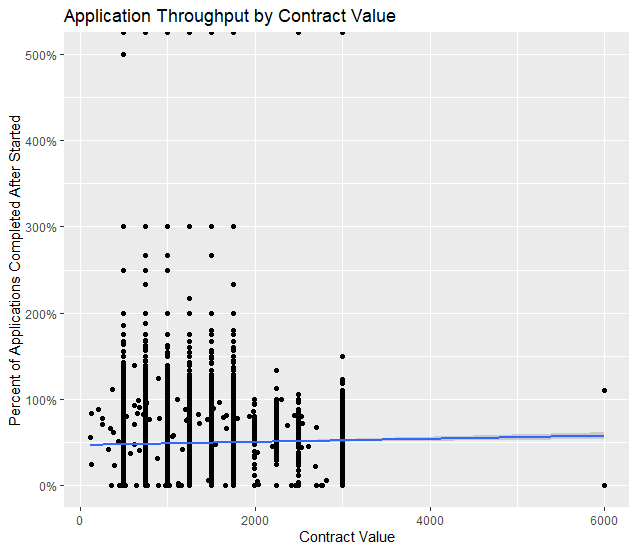 Application Throughput by Contract Value
Percent of Applications Completed After Started
500%
400%
300%
200%
100%
0%
0 2000 4000 6000
Contract Value